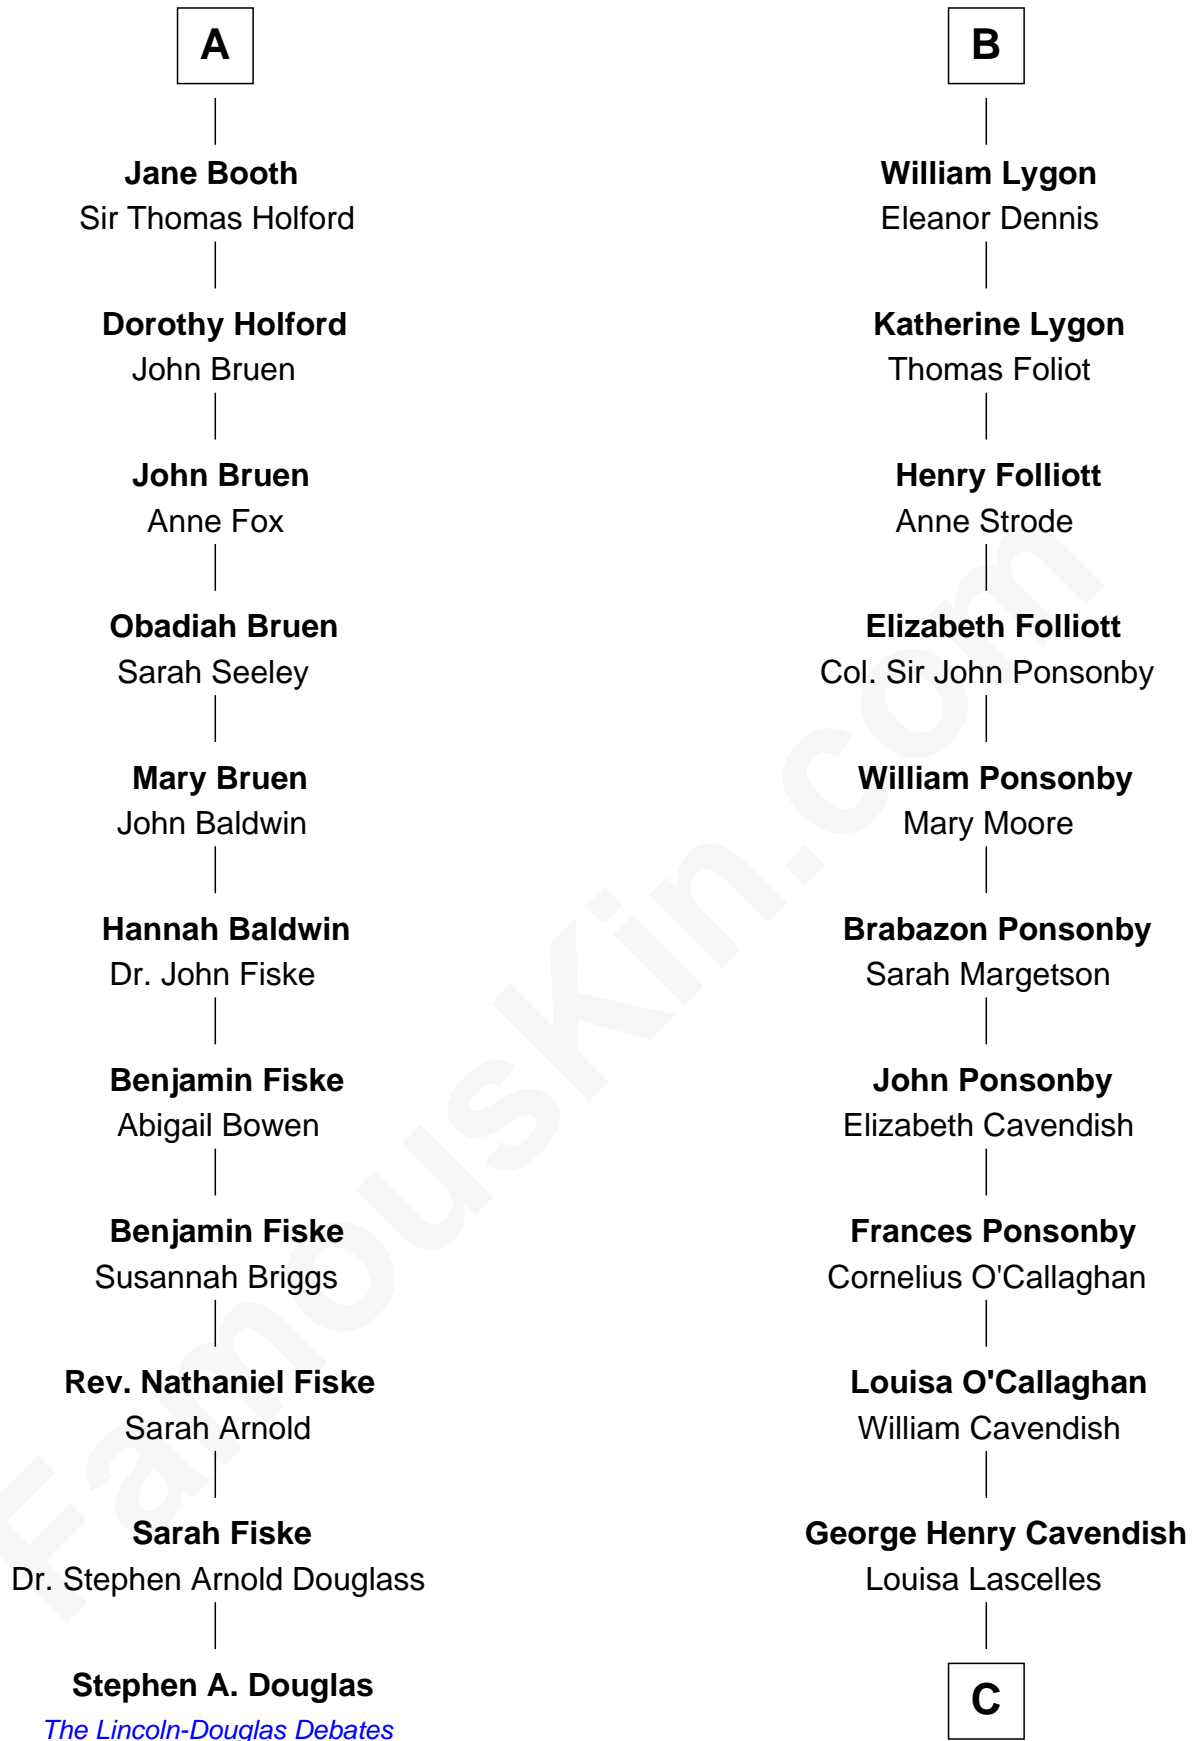 A
Jane Booth
Sir Thomas Holford
Dorothy Holford
John Bruen
John Bruen
Anne Fox
Obadiah Bruen
Sarah Seeley
Mary Bruen
John Baldwin
Hannah Baldwin
Dr. John Fiske
Benjamin Fiske
Abigail Bowen
Benjamin Fiske
Susannah Briggs
Rev. Nathaniel Fiske
Sarah Arnold
Sarah Fiske
Dr. Stephen Arnold Douglass
Stephen A. Douglas
The Lincoln-Douglas Debates
B
William Lygon
Eleanor Dennis
Katherine Lygon
Thomas Foliot
Henry Folliott
Anne Strode
Elizabeth Folliott
Col. Sir John Ponsonby
William Ponsonby
Mary Moore
Brabazon Ponsonby
Sarah Margetson
John Ponsonby
Elizabeth Cavendish
Frances Ponsonby
Cornelius O'Callaghan
Louisa O'Callaghan
William Cavendish
George Henry Cavendish
Louisa Lascelles
C
FamousKin.com